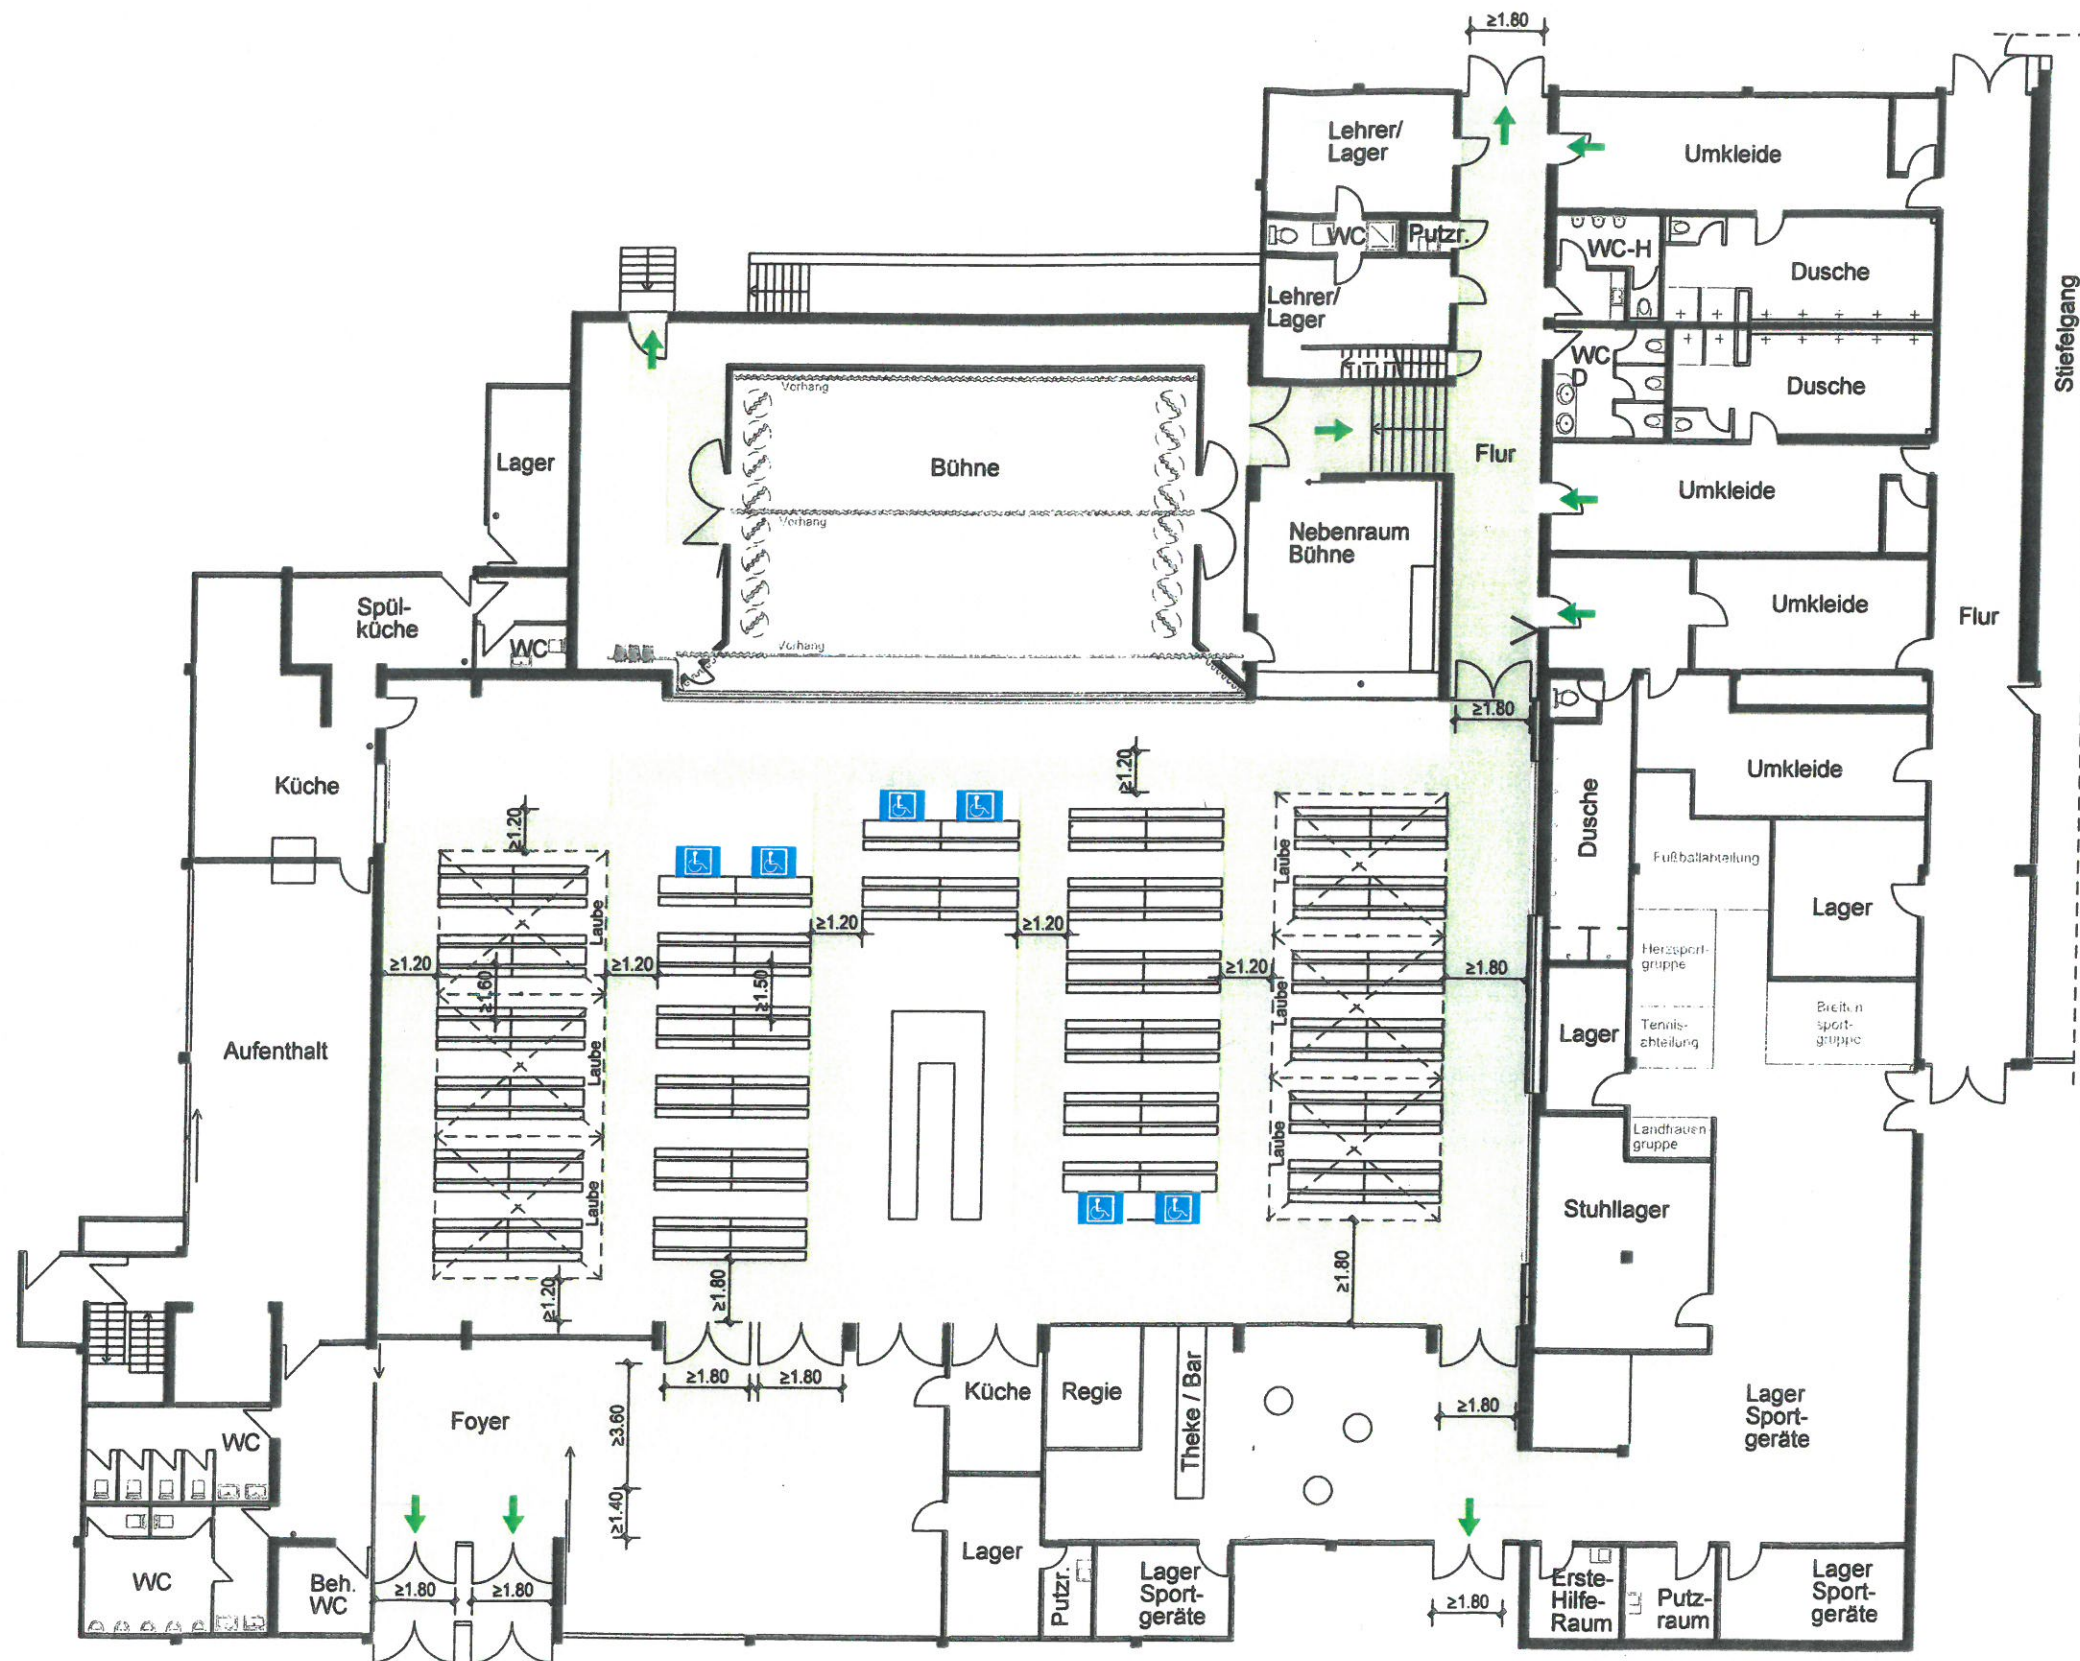 ≥1.80
Lehrer/
Lager
Umkleide
WC
Putzr.
WC-H
Dusche
Lehrer/
Lager
Stiefelgang
WC
D
Dusche
Vorhang
Lager
Bühne
Flur
Umkleide
Vorhang
Nebenraum
Bühne
Spül-
küche
WC
Vorhang
Umkleide
Flur
≥1.80
Küche
≥1.20
≥1.20
Umkleide
Dusche
Laube
Laube
Fußballabteilung
Lager
≥1.20
≥1.20
≥1.20
≥1.20
≥1.60
≥1.50
≥1.20
≥1.80
Herzsport-
gruppe
Laube
Laube
Aufenthalt
Lager
Tennis-
abteilung
Breiten
sport-
gruppe
Laube
Laube
Landfrauen
gruppe
Stuhllager
≥1.20
≥1.80
≥1.80
≥1.80
≥1.80
Foyer
≥3.60
≥1.40
Küche
Regie
Theke / Bar
≥1.80
Lager
Sport-
geräte
WC
WC
Beh.
WC
≥1.80
≥1.80
Lager
Putzr.
Lager
Sport-
geräte
≥1.80
Erste-
Hilfe-
Raum
Putz-
raum
Lager
Sport-
geräte